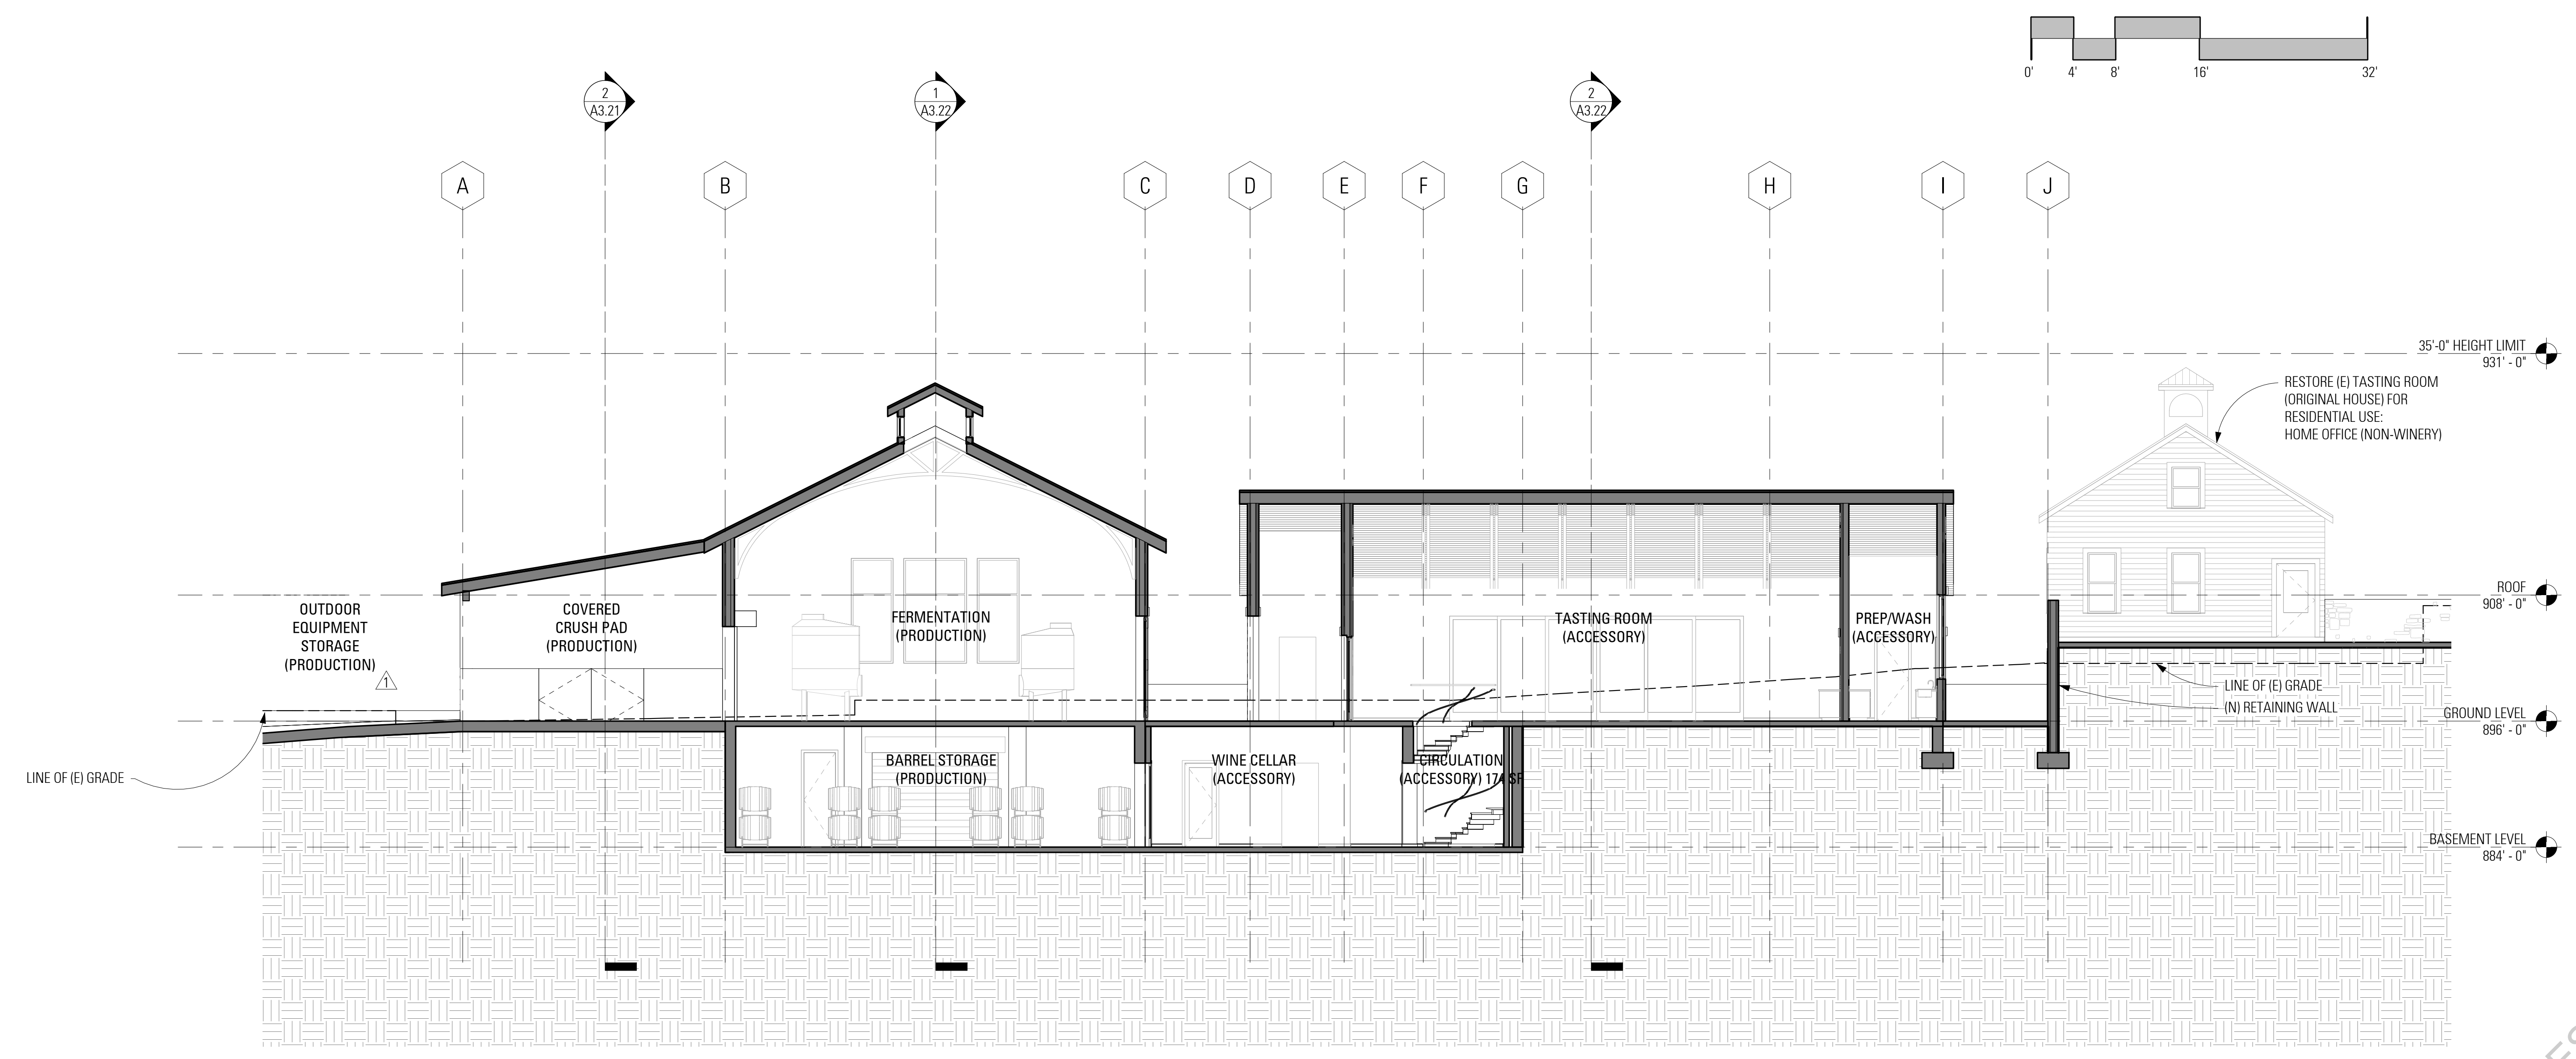 0' 4' 8' 16' 32'
2
A3.21
1
A3.22
2
A3.22
A B C D E F G H I J
35'-0" HEIGHT LIMIT
931' - 0"
RESTORE (E) TASTING ROOM
(ORIGINAL HOUSE) FOR
RESIDENTIAL USE:
HOME OFFICE (NON-WINERY)
ROOF
908' - 0"
OUTDOOR
EQUIPMENT
STORAGE
(PRODUCTION)
1
COVERED
CRUSH PAD
(PRODUCTION)
FERMENTATION
(PRODUCTION)
TASTING ROOM
(ACCESSORY)
PREP/WASH
(ACCESSORY)
LINE OF (E) GRADE
(N) RETAINING WALL
GROUND LEVEL
896' - 0"
LINE OF (E) GRADE
BARREL STORAGE
(PRODUCTION)
WINE CELLAR
(ACCESSORY)
CIRCULATION
(ACCESSORY) 174 SF
BASEMENT LEVEL
884' - 0"